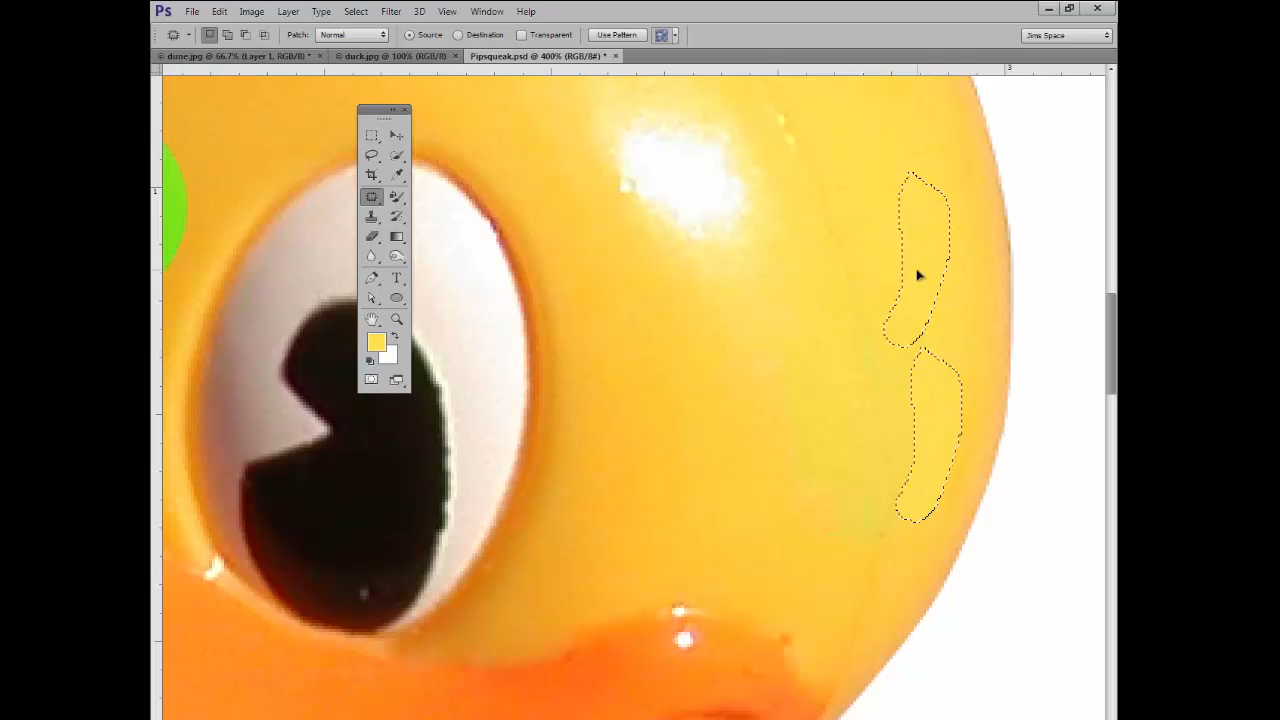 Ps File Edit Image Layer Type Select Filter 3D View Window Help
Patch: Normal Source Destination Transparent Use Pattern Jims Space
© dune.jpg @ 66.7% (Layer 1, RGB/8) * × © duck.jpg @ 100% (RGB/8) × Pipsqueak.psd @ 400% (RGB/8#) * ×
3
1
T